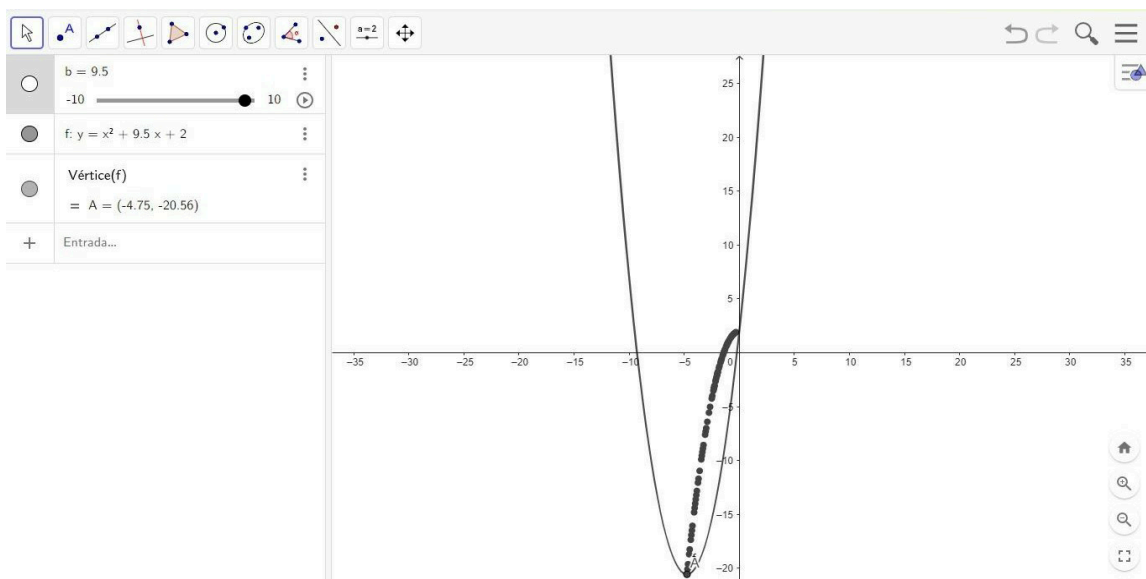 A
a=2
b = 9.5
-10 10
f: y = x² + 9.5 x + 2
Vértice(f)
= A = (-4.75, -20.56)
+ Entrada...
25
20
15
10
5
-35 -30 -25 -20 -15 -10 -5 0 5 10 15 20 25 30 35
-5
-10
-15
A
-20